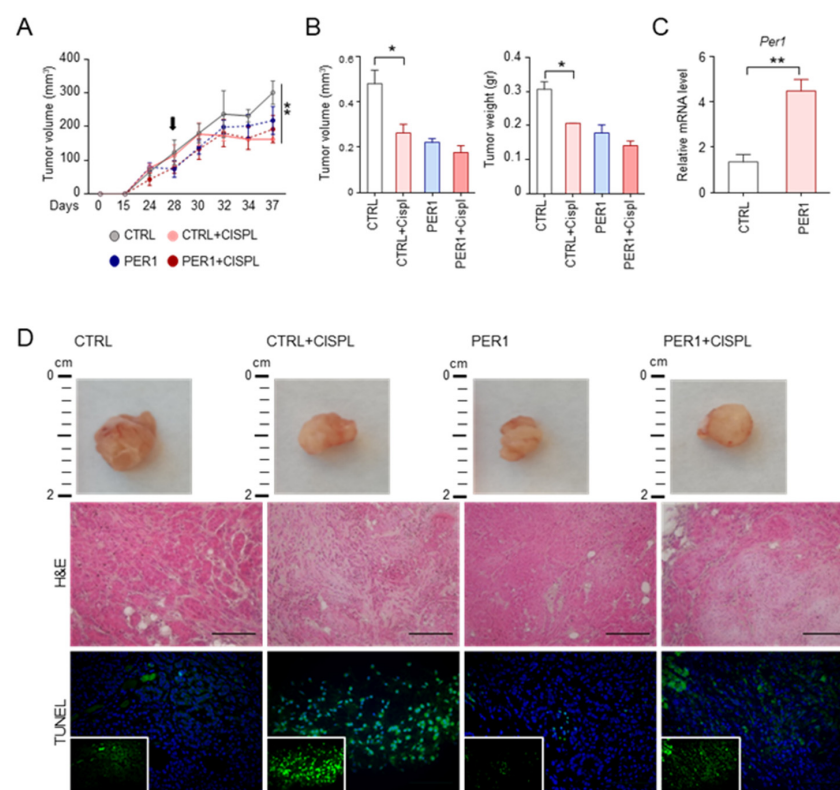 A
Tumor volume (mm³)
400
300
200
100
0
Days 0 15 24 28 30 32 34 37
**
CTRL
CTRL+CISPL
PER1
PER1+CISPL
B
Tumor volume (mm³)
0.6
0.4
0.2
0
*
CTRL
CTRL+Cispl
PER1
PER1+Cispl
Tumor weight (gr)
0.4
0.3
0.2
0.1
0
*
CTRL
CTRL+Cispl
PER1
PER1+Cispl
C
Per1
Relative mRNA level
6
4
2
0
**
CTRL
PER1
D
CTRL
CTRL+CISPL
PER1
PER1+CISPL
cm
0
2
cm
0
2
cm
0
2
cm
0
2
H&E
TUNEL